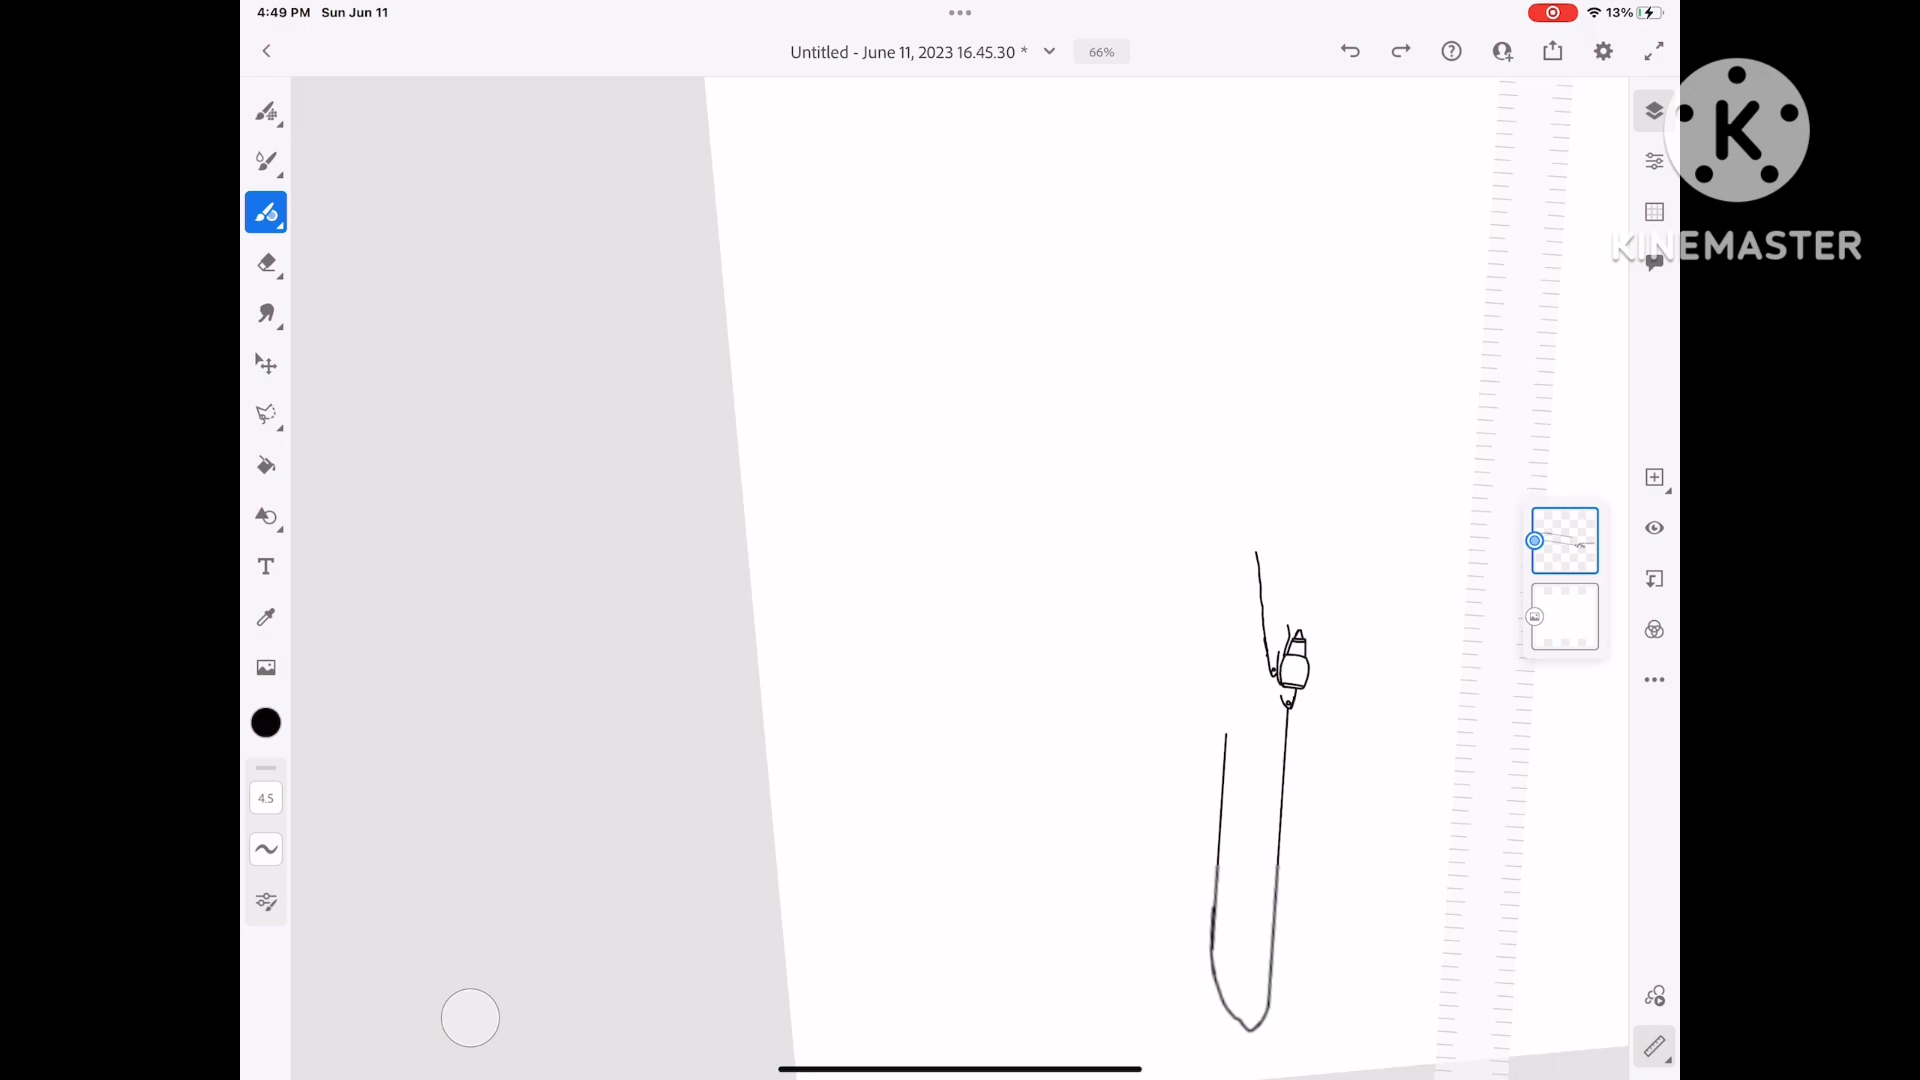 4:49 PM Sun Jun 11
13%
Untitled - June 11, 2023 16.45.30 *
66%
K
KINEMASTER
T
4.5